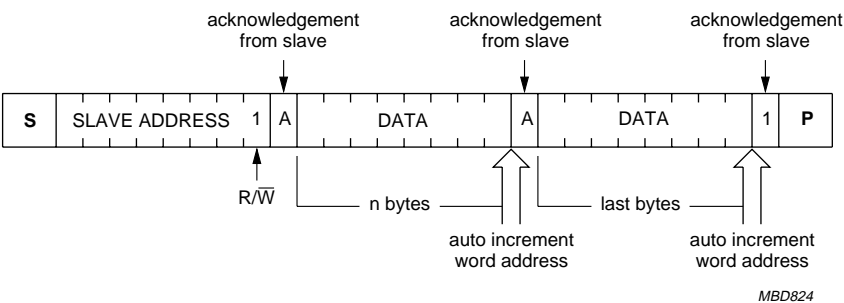 acknowledgement
from slave
acknowledgement
from slave
acknowledgement
from slave
S SLAVE ADDRESS 1 A DATA A DATA 1 P
R/W̅
n bytes
last bytes
auto increment
word address
auto increment
word address
MBD824